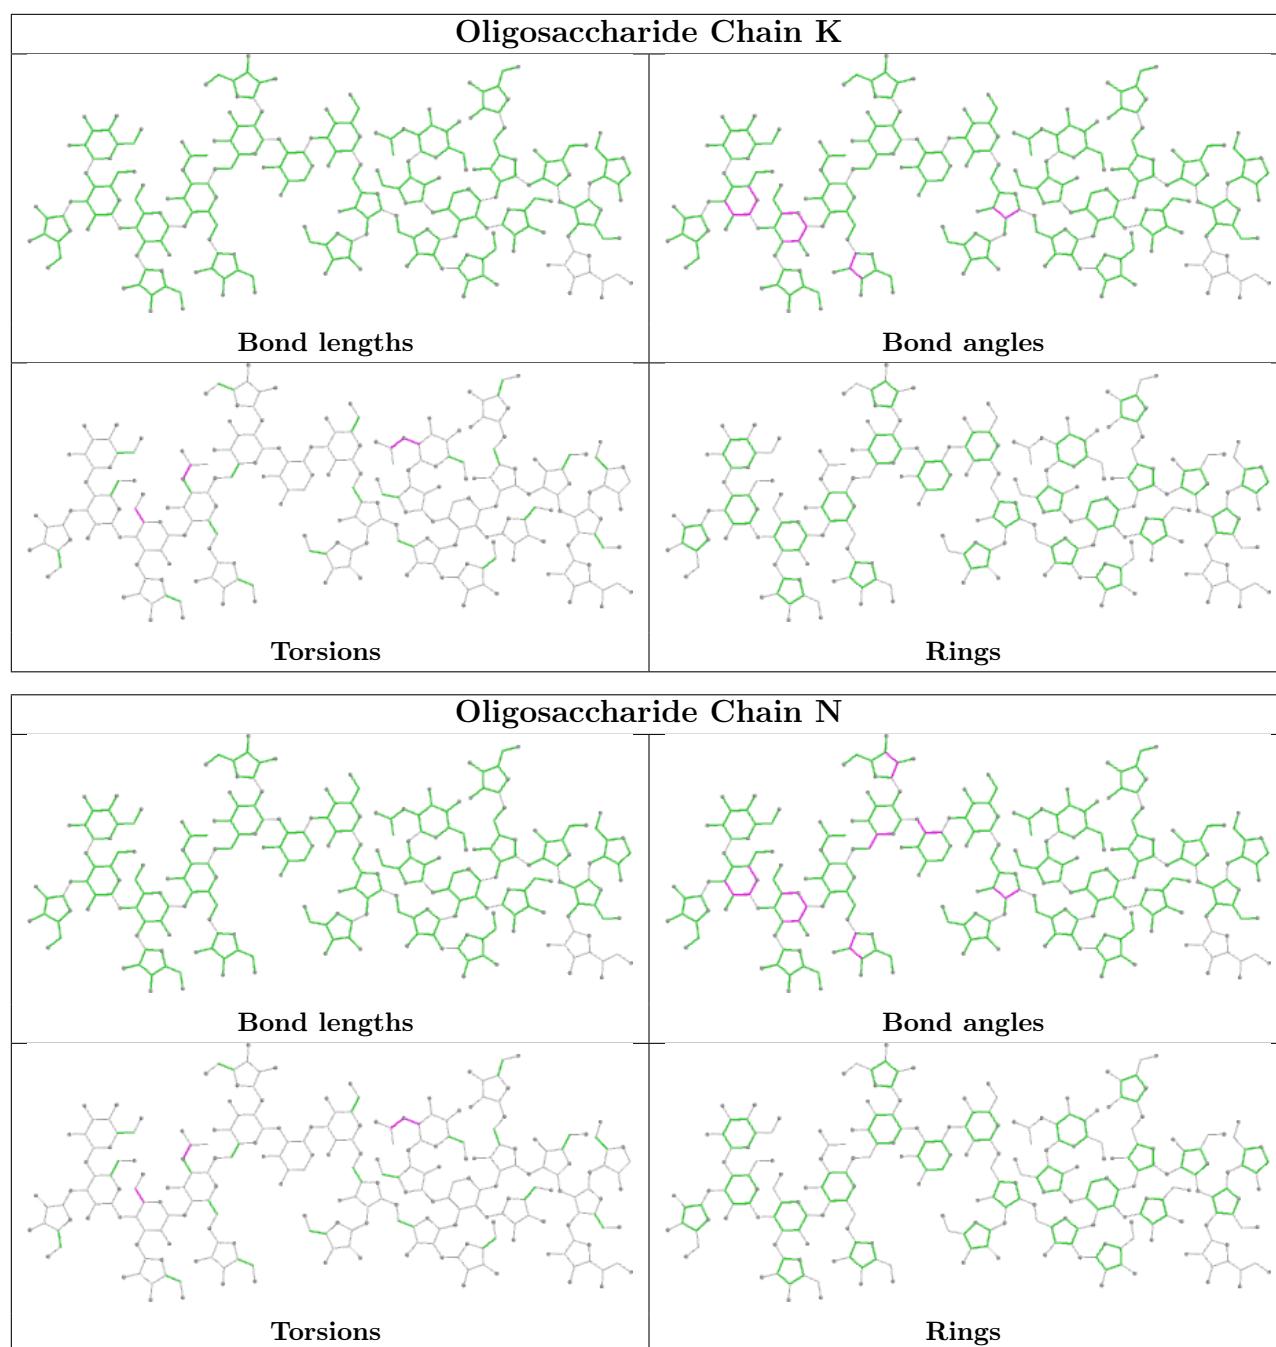 Oligosaccharide Chain K
Bond lengths
Bond angles
Torsions
Rings
Oligosaccharide Chain N
Bond lengths
Bond angles
Torsions
Rings